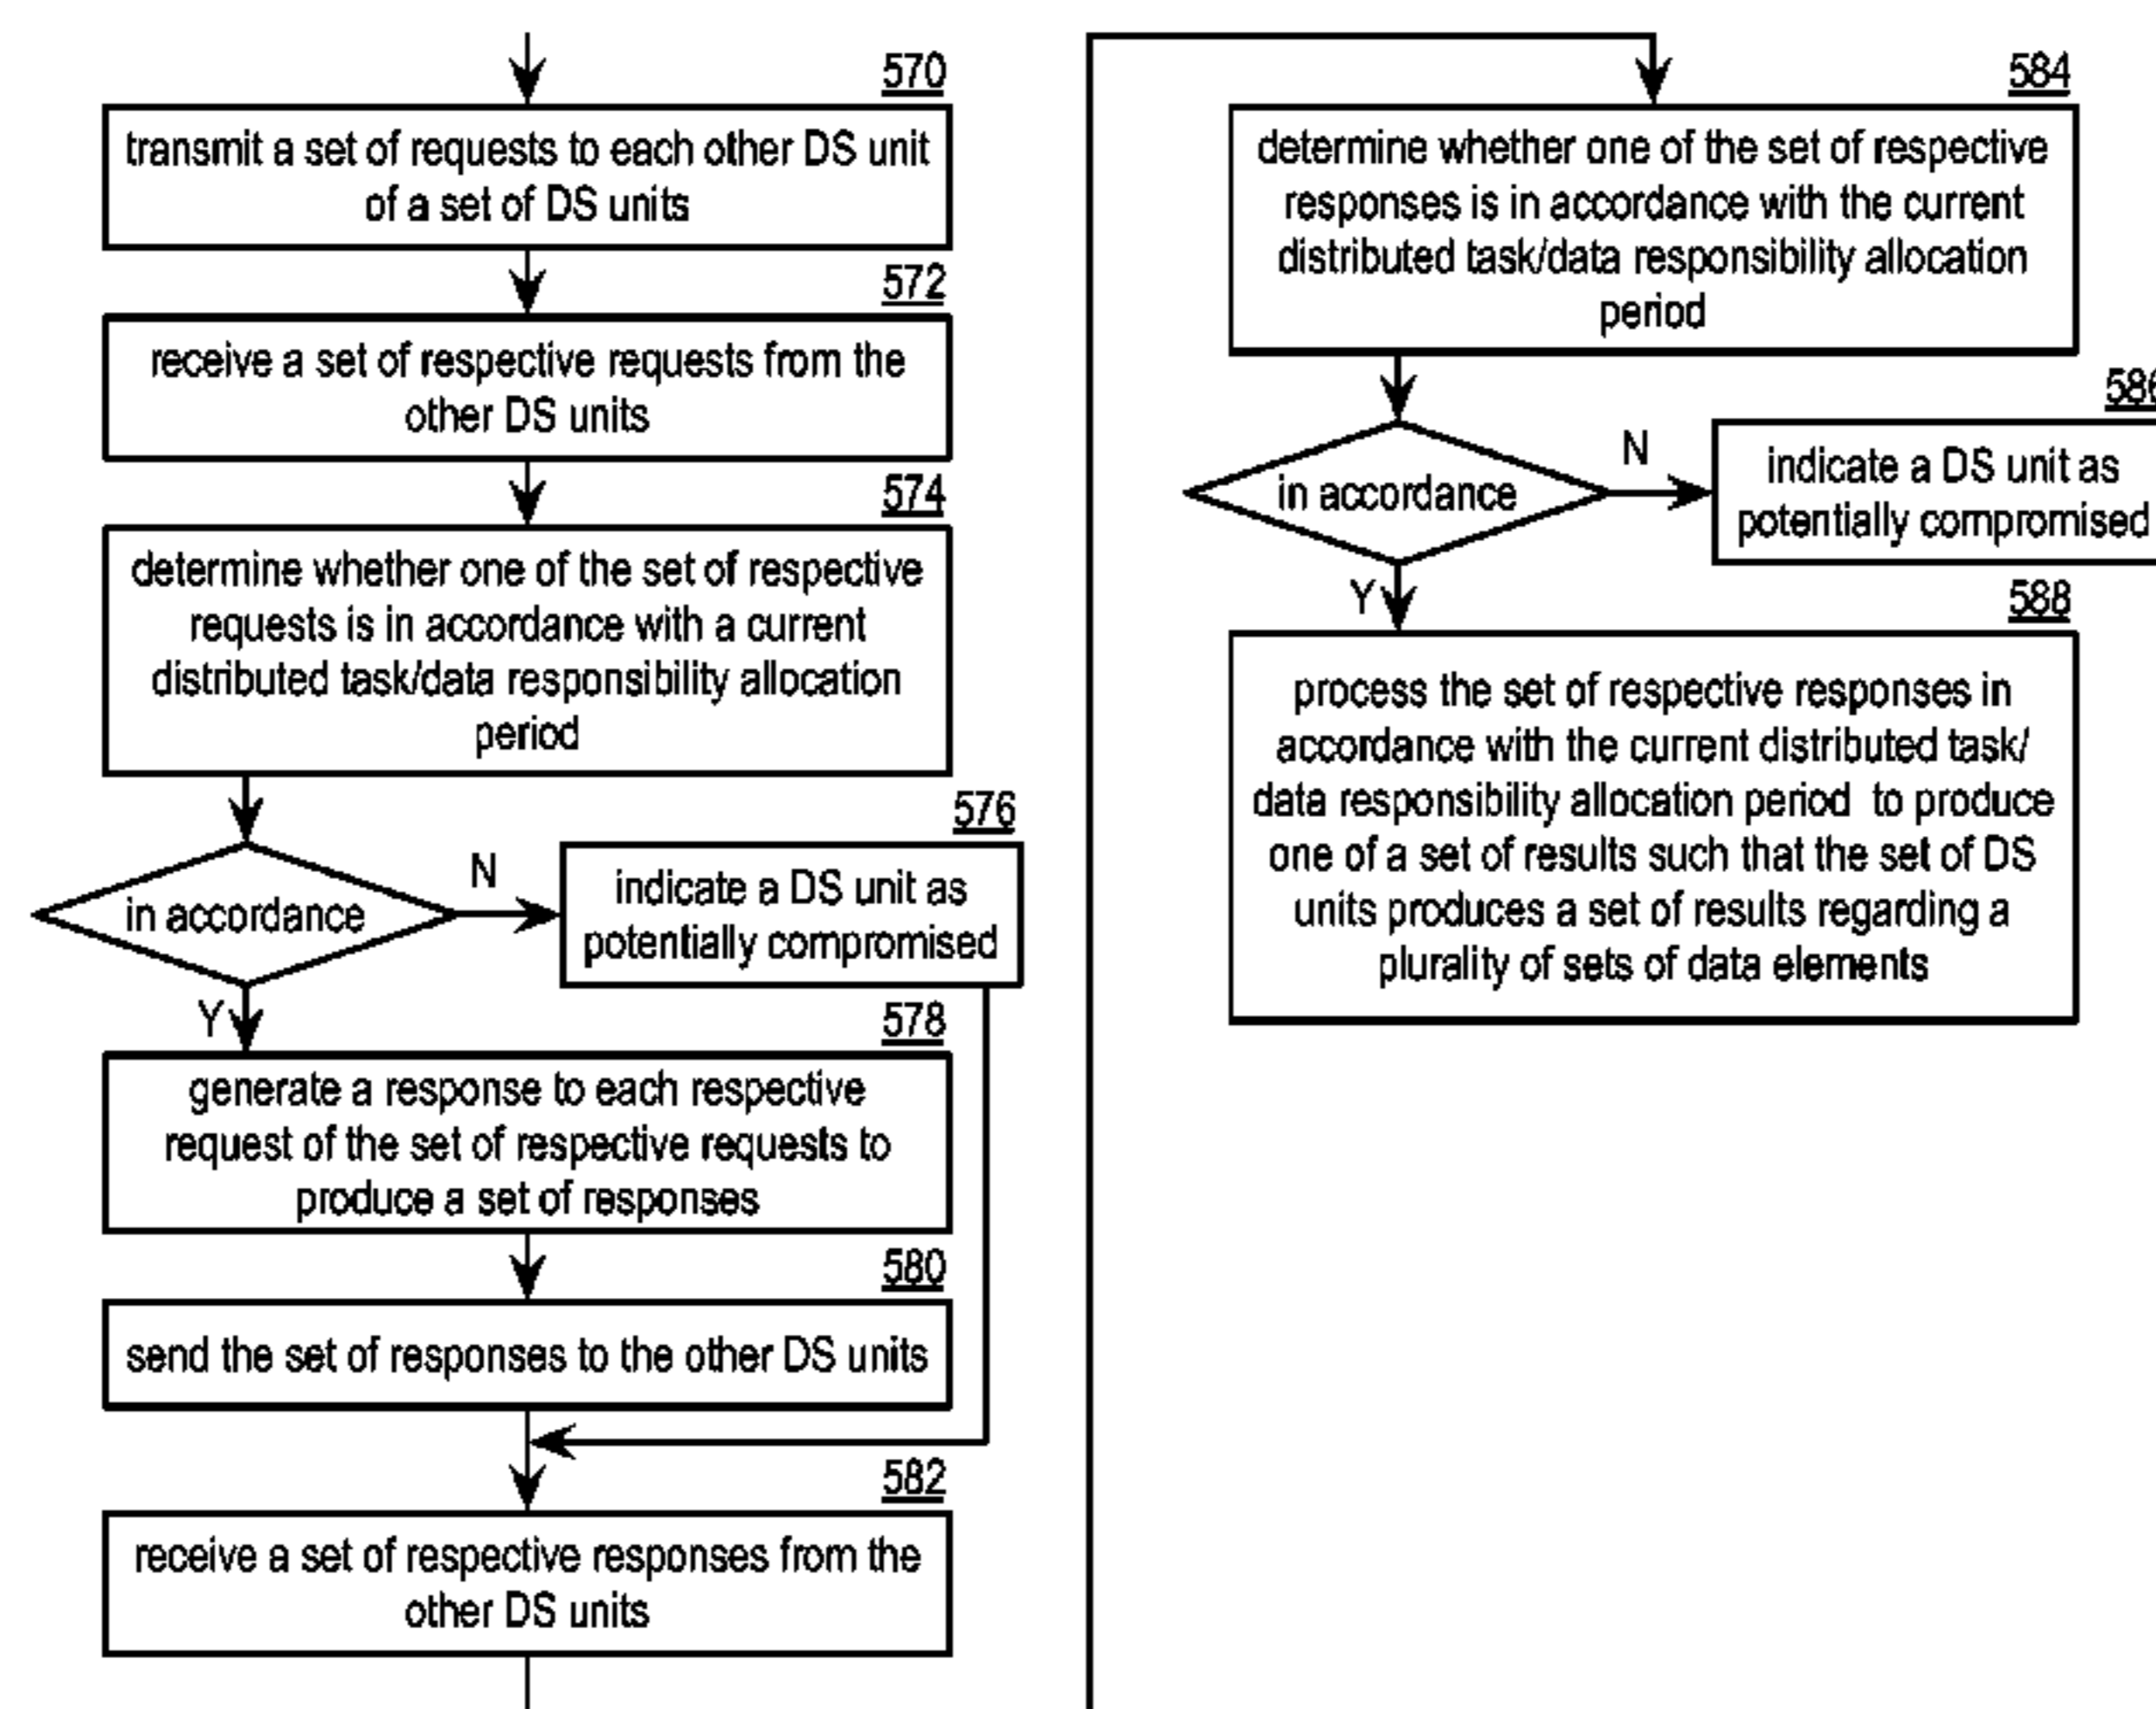 570
transmit a set of requests to each other DS unit
of a set of DS units
572
receive a set of respective requests from the
other DS units
574
determine whether one of the set of respective
requests is in accordance with a current
distributed task/data responsibility allocation
period
in accordance
N
576
indicate a DS unit as
potentially compromised
Y
578
generate a response to each respective
request of the set of respective requests to
produce a set of responses
580
send the set of responses to the other DS units
582
receive a set of respective responses from the
other DS units
584
determine whether one of the set of respective
responses is in accordance with the current
distributed task/data responsibility allocation
period
in accordance
N
586
indicate a DS unit as
potentially compromised
Y
588
process the set of respective responses in
accordance with the current distributed task/
data responsibility allocation period to produce
one of a set of results such that the set of DS
units produces a set of results regarding a
plurality of sets of data elements